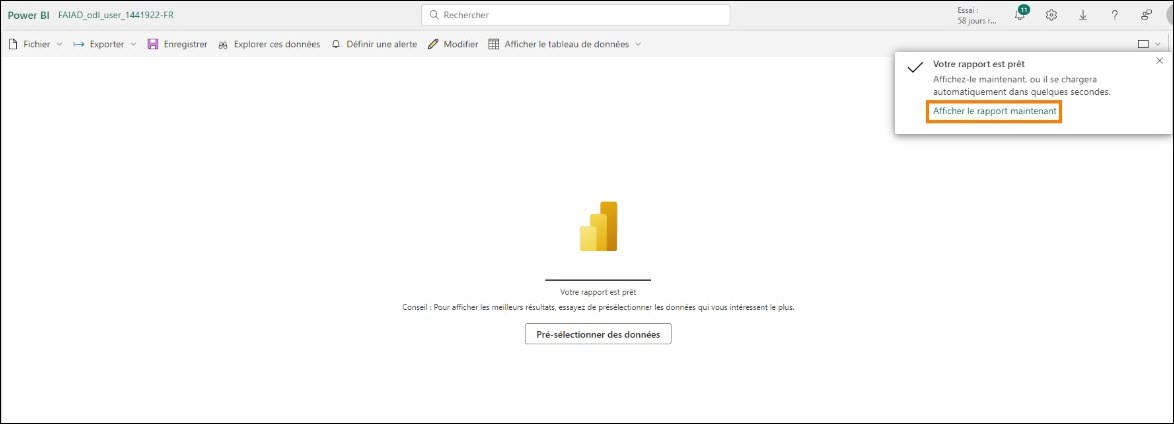 Power BI FAIAD_odl_user_1441922-FR Rechercher Essai :
58 jours r... 11
Fichier Exporter Enregistrer Explorer ces données Définir une alerte Modifier Afficher le tableau de données
Votre rapport est prêt
Affichez-le maintenant, ou il se chargera
automatiquement dans quelques secondes.
Afficher le rapport maintenant
Votre rapport est prêt
Conseil : Pour afficher les meilleurs résultats, essayez de présélectionner les données qui vous intéressent le plus.
Pré-sélectionner des données